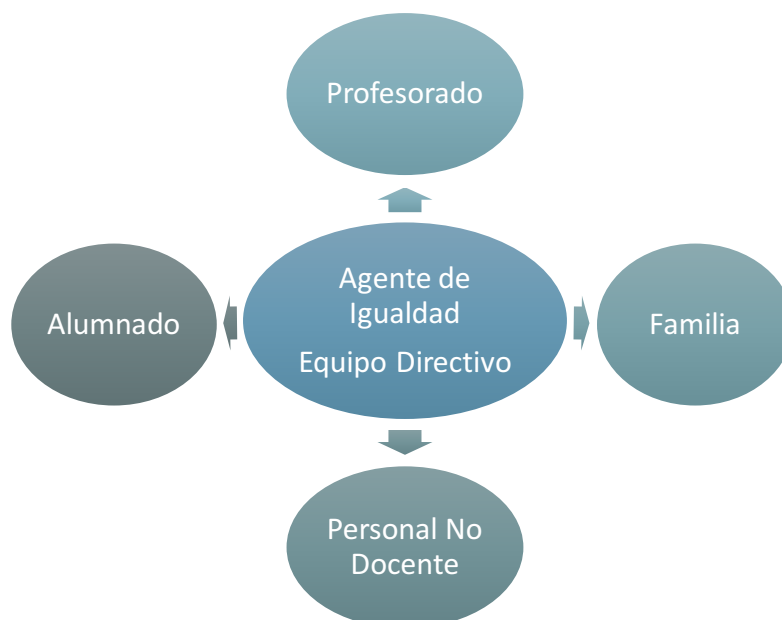 Profesorado
Alumnado
Agente de
Igualdad
Equipo Directivo
Familia
Personal No
Docente